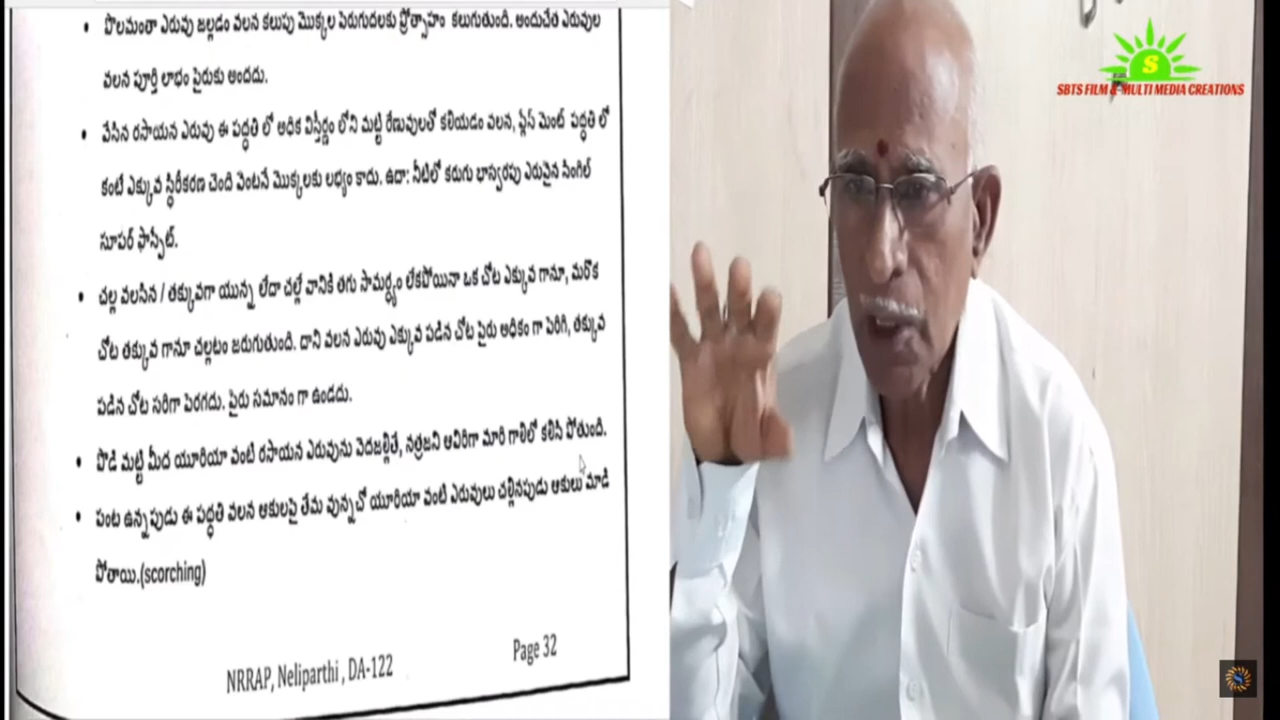 • పొలమంతా ఎరువు జల్లడం వలన కలుపు మొక్కల పెరుగుదలకు ప్రోత్సాహం కలుగుతుంది. అందుచేత ఎరువుల
వలన పూర్తి లాభం పైరుకు అందదు.
• వేసిన రసాయన ఎరువు ఈ పద్ధతి లో అధిక విస్తీర్ణం లోని మట్టి రేణువులతో కలియడం వలన, ప్లేస్ మెంట్ పద్ధతి లో
కంటే ఎక్కువ స్థిరీకరణ చెంది వెంటనే మొక్కలకు లభ్యం కాదు. ఉదా: నీటిలో కరుగు భాస్వరపు ఎరువైన సింగిల్
సూపర్ ఫాస్ఫేట్.
• చల్ల వలసిన / తక్కువగా యున్న లేదా చల్లే వానికి తగు సామర్ధ్యం లేకపోయినా ఒక చోట ఎక్కువ గానూ, మరొక
చోట తక్కువ గానూ చల్లటం జరుగుతుంది. దాని వలన ఎరువు ఎక్కువ పడిన చోట పైరు అధికం గా పెరిగి, తక్కువ
పడిన చోట సరిగా పెరగదు. పైరు సమానం గా ఉండదు.
• పొడి మట్టి మీద యూరియా వంటి రసాయన ఎరువును వెదజల్లితే, నత్రజని ఆవిరిగా మారి గాలిలో కలిసి పోతుంది.
• పంట ఉన్నపుడు ఈ పద్ధతి వలన ఆకులపై తేమ వున్నచో యూరియా వంటి ఎరువులు చల్లినపుడు ఆకులు మాడి
పోతాయి.(scorching)
NRRAP, Neliparthi , DA-122
Page 32
S
SBTS FILM & MULTI MEDIA CREATIONS